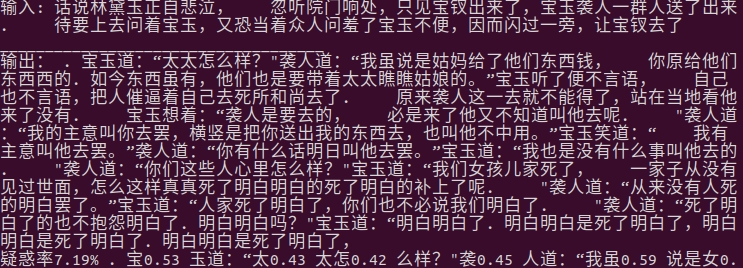 输入: 话说林黛玉正自悲泣，    忽听院门响处，只见宝钗出来了，宝玉袭人一群人送了出来
.    待要上去问着宝玉，又恐当着众人问羞了宝玉不便，因而闪过一旁，让宝钗去了
输出:  . 宝玉道：“太太怎么样？"袭人道：“我虽说是姑妈给了他们东西钱，    你原给他们
东西西的．如今东西虽有，他们也是要带着太太瞧瞧姑娘的。”宝玉听了便不言语，    自己
也不言语，把人催逼着自己去死所和尚去了．    原来袭人这一去就不能得了，站在当地看他
来了没有．    宝玉想着：“袭人是要去的，    必是来了他又不知道叫他去呢．    "袭人道
：“我的主意叫你去罢，横竖是把你送出我的东西去，也叫他不中用。”宝玉笑道：“    我有
主意叫他去罢。”袭人道：“你有什么话明日叫他去罢。”宝玉道：“我也是没有什么事叫他去的
.    "袭人道：“你们这些人心里怎么样？"宝玉道：“我们女孩儿家死了，    一家子从没有
见过世面，怎么这样真真死了明白明白的死了明白的补上了呢．    "袭人道：“从来没有人死
的明白罢了。”宝玉道：“人家死了明白了，你们也不必说我们明白了．    "袭人道：“死了明
白了的也不抱怨明白了．明白明白吗？"宝玉道：“明白明白了．明白明白是死了明白了，明白
明白是死了明白了．明白明白是死了明白了，
疑惑率7.19% . 宝0.53 玉道：“太0.43 太怎0.42 么样？"袭0.45 人道：“我虽0.59 说是女0.